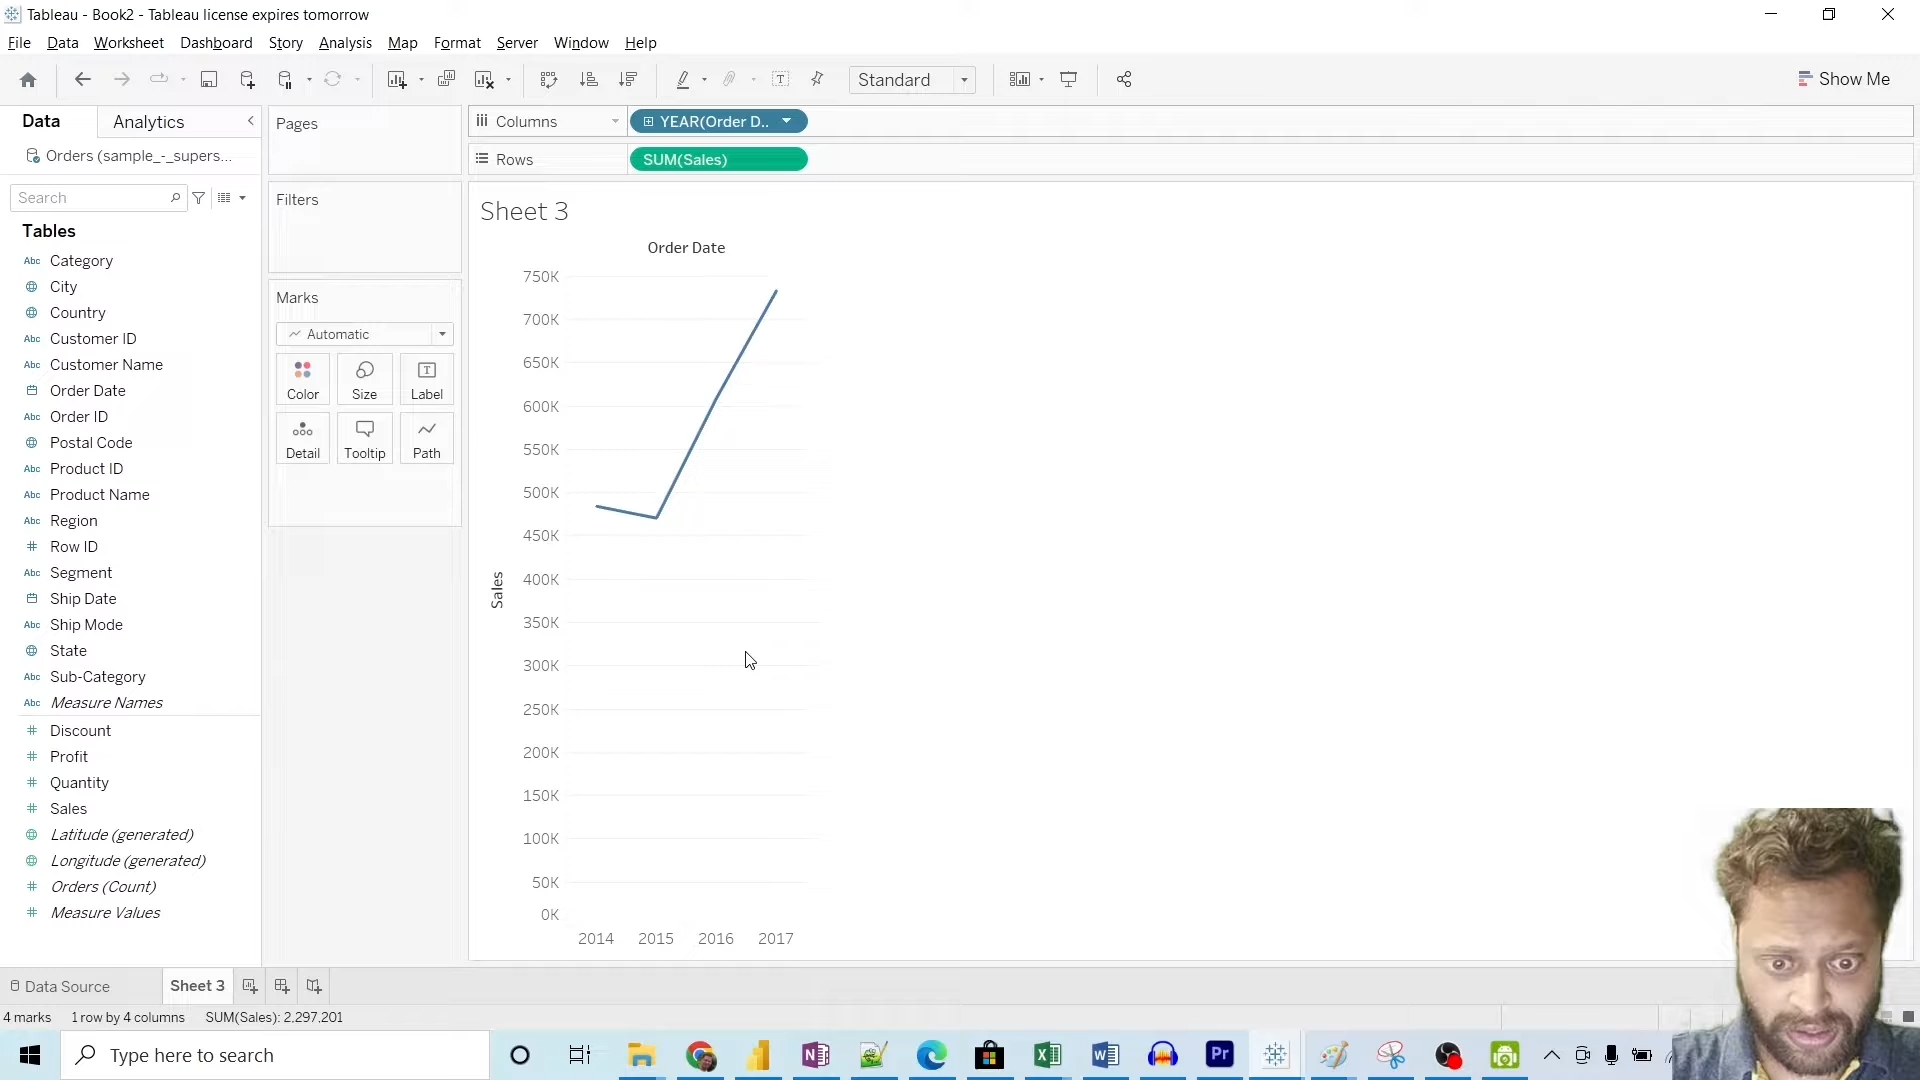 Tableau - Book2 - Tableau license expires tomorrow
File Data Worksheet Dashboard Story Analysis Map Format Server Window Help
Standard
Show Me
Data Analytics
Orders (sample_-_supers...
Search
Tables
Category
City
Country
Customer ID
Customer Name
Order Date
Order ID
Postal Code
Product ID
Product Name
Region
Row ID
Segment
Ship Date
Ship Mode
State
Sub-Category
Measure Names
Discount
Profit
Quantity
Sales
Latitude (generated)
Longitude (generated)
Orders (Count)
Measure Values
Pages
Filters
Marks
Automatic
Color Size Label
Detail Tooltip Path
Columns YEAR(Order D..
Rows SUM(Sales)
Sheet 3
Order Date
750K
700K
650K
600K
550K
500K
450K
400K
350K
300K
250K
200K
150K
100K
50K
0K
Sales
2014 2015 2016 2017
Data Source Sheet 3
4 marks 1 row by 4 columns SUM(Sales): 2,297,201
Type here to search